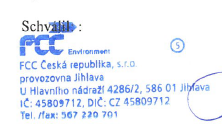 Schválil :
FCC Environment
5
FCC Česká republika, s.r.o.
provozovna Jihlava
U Hlavního nádraží 4286/2, 586 01 Jihlava
IČ: 45809712, DIČ: CZ 45809712
Tel. /fax: 567 220 701